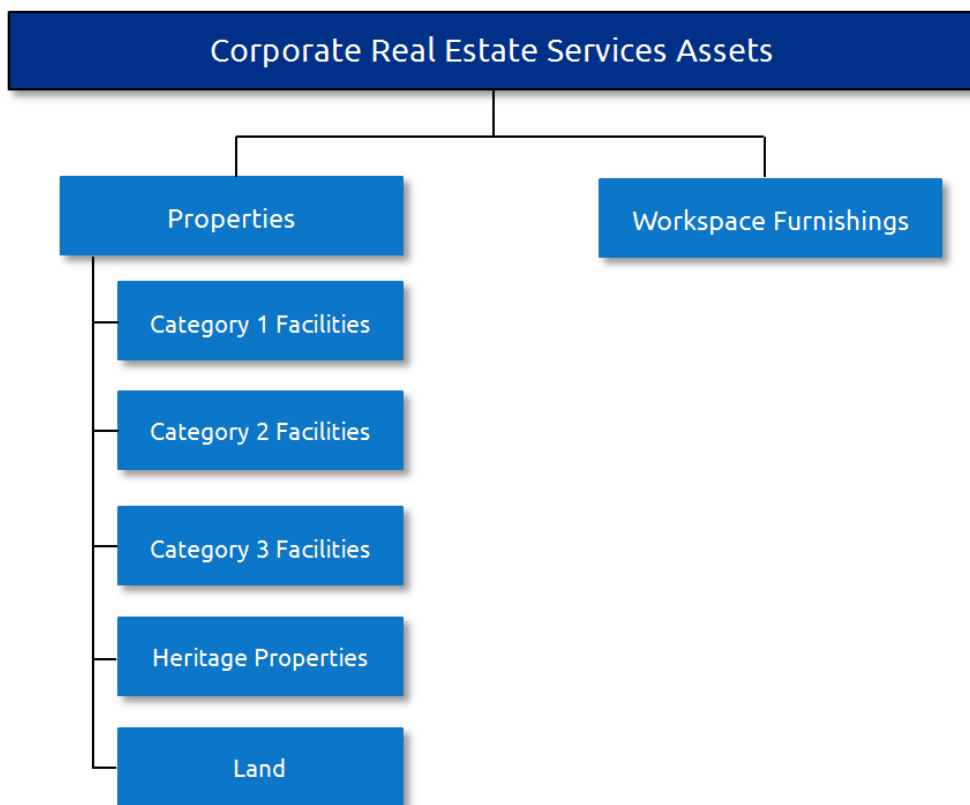 Corporate Real Estate Services Assets
Properties
Workspace Furnishings
Category 1 Facilities
Category 2 Facilities
Category 3 Facilities
Heritage Properties
Land